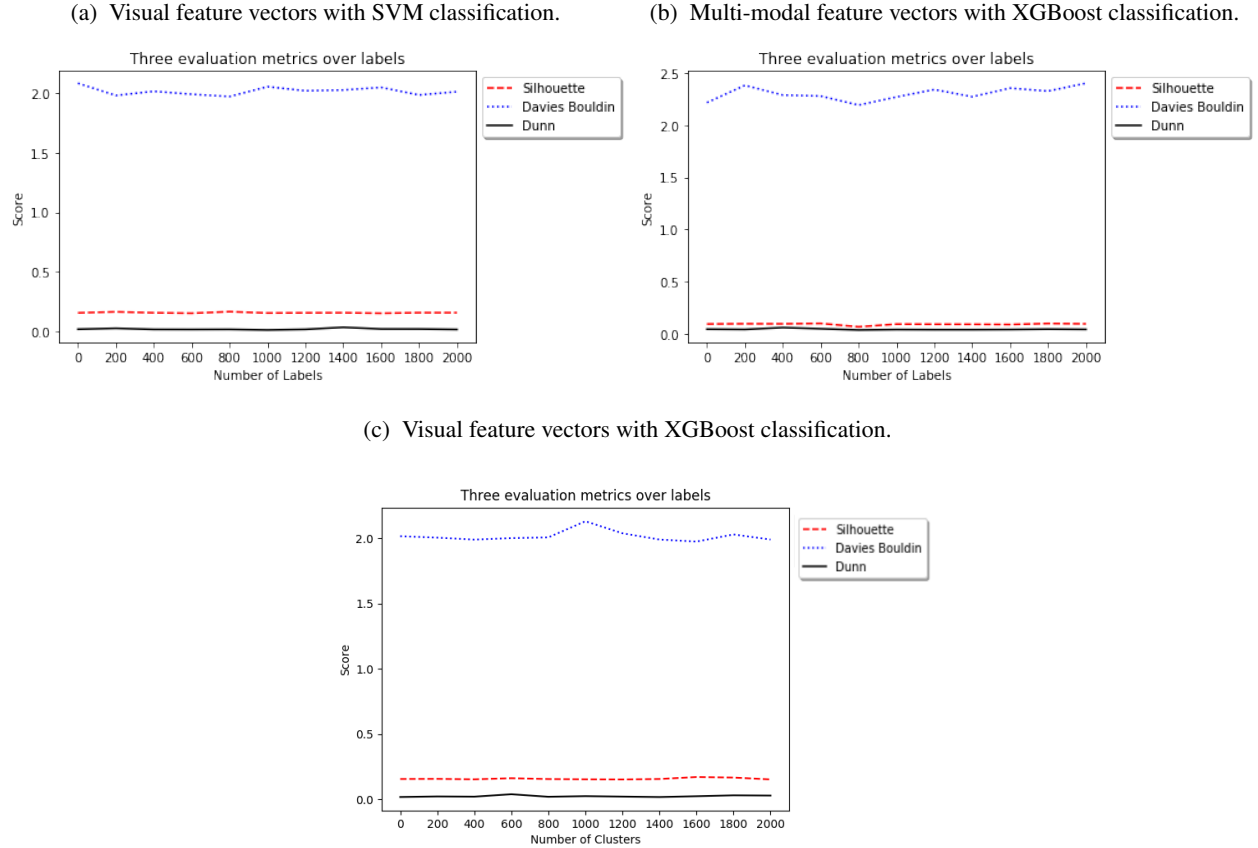 (a) Visual feature vectors with SVM classification.
Three evaluation metrics over labels
2.0
1.5
1.0
0.5
0.0
Score
0 200 400 600 800 1000 1200 1400 1600 1800 2000
Number of Labels
Silhouette
Davies Bouldin
Dunn
(b) Multi-modal feature vectors with XGBoost classification.
Three evaluation metrics over labels
2.5
2.0
1.5
1.0
0.5
0.0
Score
0 200 400 600 800 1000 1200 1400 1600 1800 2000
Number of Labels
Silhouette
Davies Bouldin
Dunn
(c) Visual feature vectors with XGBoost classification.
Three evaluation metrics over labels
2.0
1.5
1.0
0.5
0.0
Score
0 200 400 600 800 1000 1200 1400 1600 1800 2000
Number of Clusters
Silhouette
Davies Bouldin
Dunn